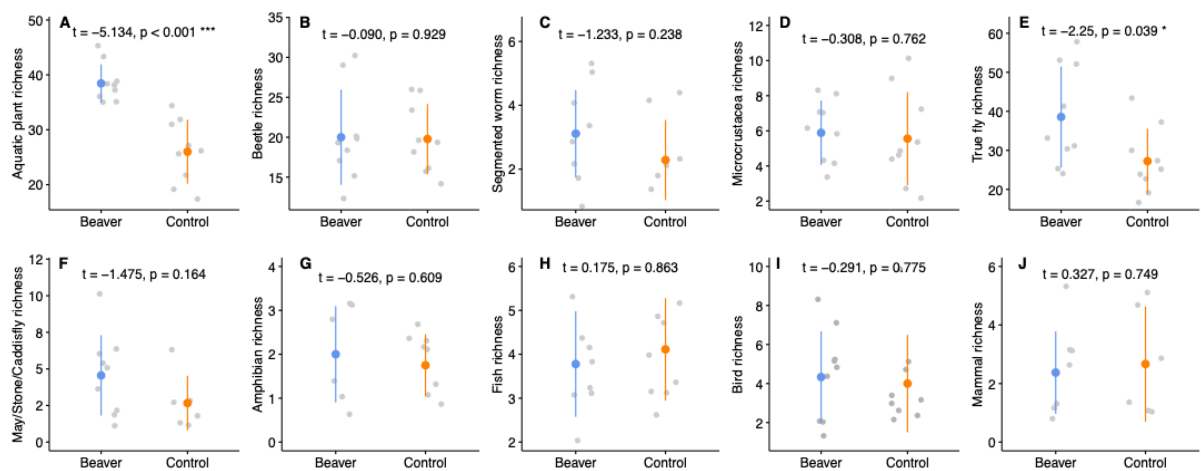 A
t = −5.134, p < 0.001 ***
Aquatic plant richness
50
40
30
20
Beaver
Control
B
t = −0.090, p = 0.929
Beetle richness
35
30
25
20
15
Beaver
Control
C
t = −1.233, p = 0.238
Segmented worm richness
6
4
2
Beaver
Control
D
t = −0.308, p = 0.762
Microcrustacea richness
12
10
8
6
4
2
Beaver
Control
E
t = −2.25, p = 0.039 *
True fly richness
60
50
40
30
20
Beaver
Control
F
t = −1.475, p = 0.164
May/Stone/Caddisfly richness
12
10
8
5
2
0
Beaver
Control
G
t = −0.526, p = 0.609
Amphibian richness
4
3
2
1
0
Beaver
Control
H
t = 0.175, p = 0.863
Fish richness
6
5
4
3
2
Beaver
Control
I
t = −0.291, p = 0.775
Bird richness
10
8
6
4
2
0
Beaver
Control
J
t = 0.327, p = 0.749
Mammal richness
6
4
2
0
Beaver
Control